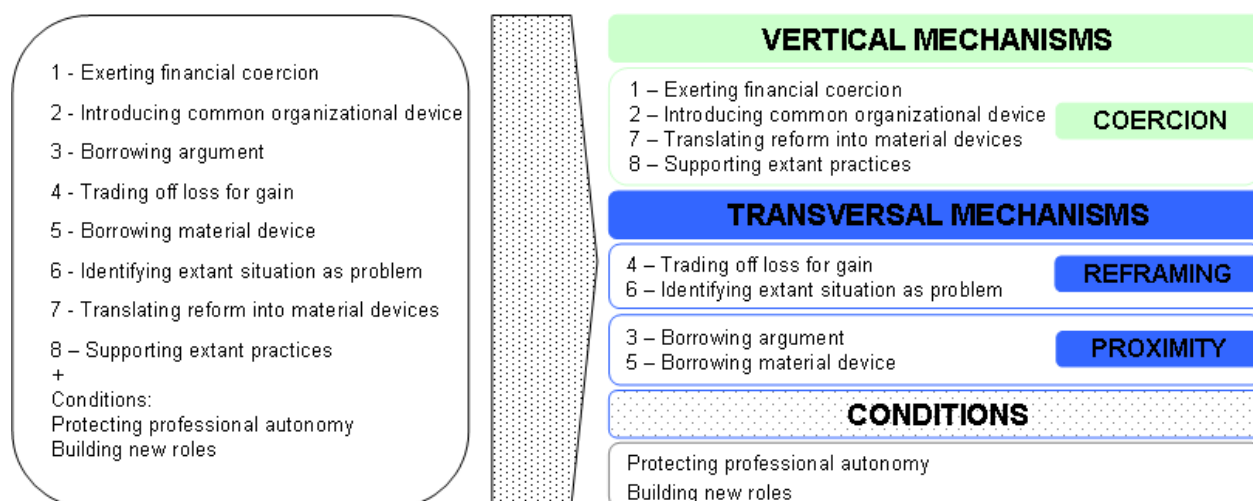 1 - Exerting financial coercion
2 - Introducing common organizational device
3 - Borrowing argument
4 - Trading off loss for gain
5 - Borrowing material device
6 - Identifying extant situation as problem
7 - Translating reform into material devices
8 – Supporting extant practices
+
Conditions:
Protecting professional autonomy
Building new roles
VERTICAL MECHANISMS
1 – Exerting financial coercion
2 – Introducing common organizational device
7 – Translating reform into material devices
8 – Supporting extant practices
COERCION
TRANSVERSAL MECHANISMS
4 – Trading off loss for gain
6 – Identifying extant situation as problem
REFRAMING
3 – Borrowing argument
5 – Borrowing material device
PROXIMITY
CONDITIONS
Protecting professional autonomy
Building new roles